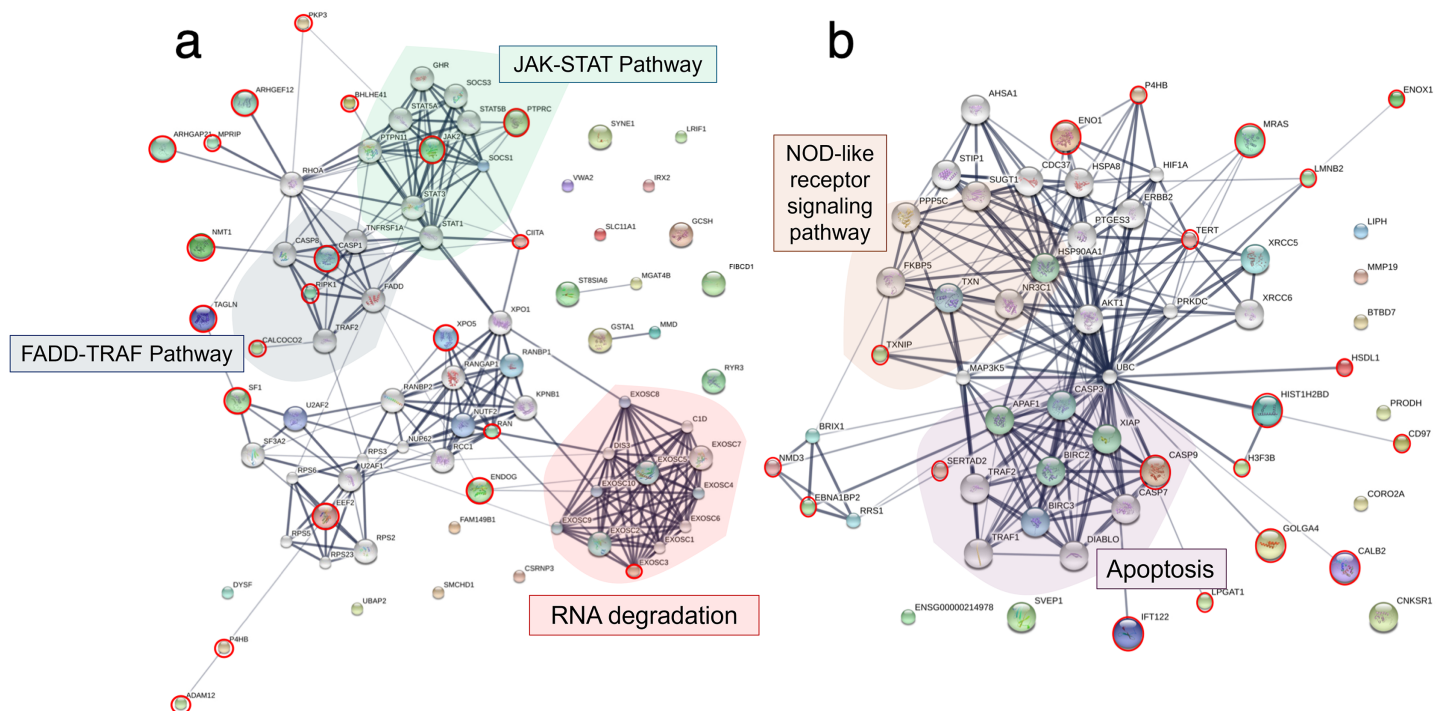 a
PKP3
JAK-STAT Pathway
GHR
SOCS3
ARHGEF12
BHLHE41
STAT5A
STAT5B
PTPRC
PTPN11
JAK2
SOCS1
ARHGAP21
MPRIP
RHOA
STAT3
STAT1
TNFRSF1A
CASP8
CASP1
NMT1
CIITA
RIPK1
FADD
TAGLN
TRAF2
CALCOCO2
FADD-TRAF Pathway
SYNE1
LRIF1
VWA2
IRX2
SLC11A1
GCSH
ST8SIA6
MGAT4B
FIBCD1
GSTA1
MMD
RYR3
XPO1
XPO5
RANBP1
RANGAP1
RANBP2
KPNB1
NUTF2
RAN
SF1
U2AF2
NUP62
RCC1
SF3A2
RPS3
U2AF1
RPS6
EEF2
RPS5
RPS2
RPS23
ENDOG
FAM149B1
EXOSC8
C1D
DIS3
EXOSC7
EXOSC5
EXOSC10
EXOSC4
EXOSC9
EXOSC2
EXOSC6
EXOSC1
EXOSC3
CSRNP3
SMCHD1
UBAP2
DYSF
RNA degradation
P4HB
ADAM12
b
AHSA1
P4HB
ENOX1
ENO1
MRAS
NOD-like
receptor
signaling
pathway
STIP1
CDC37
HSPA8
HIF1A
LMNB2
SUGT1
ERBB2
PPP5C
PTGES3
TERT
LIPH
XRCC5
HSP90AA1
FKBP5
TXN
NR3C1
MMP19
AKT1
PRKDC
XRCC6
BTBD7
TXNIP
MAP3K5
UBC
HSDL1
CASP3
APAF1
HIST1H2BD
PRODH
XIAP
BRIX1
CD97
NMD3
SERTAD2
BIRC2
CASP9
H3F3B
TRAF2
CASP7
EBNA1BP2
RRS1
BIRC3
CORO2A
TRAF1
DIABLO
GOLGA4
CALB2
Apoptosis
LPGAT1
ENSG00000214978
SVEP1
IFT122
CNKSR1